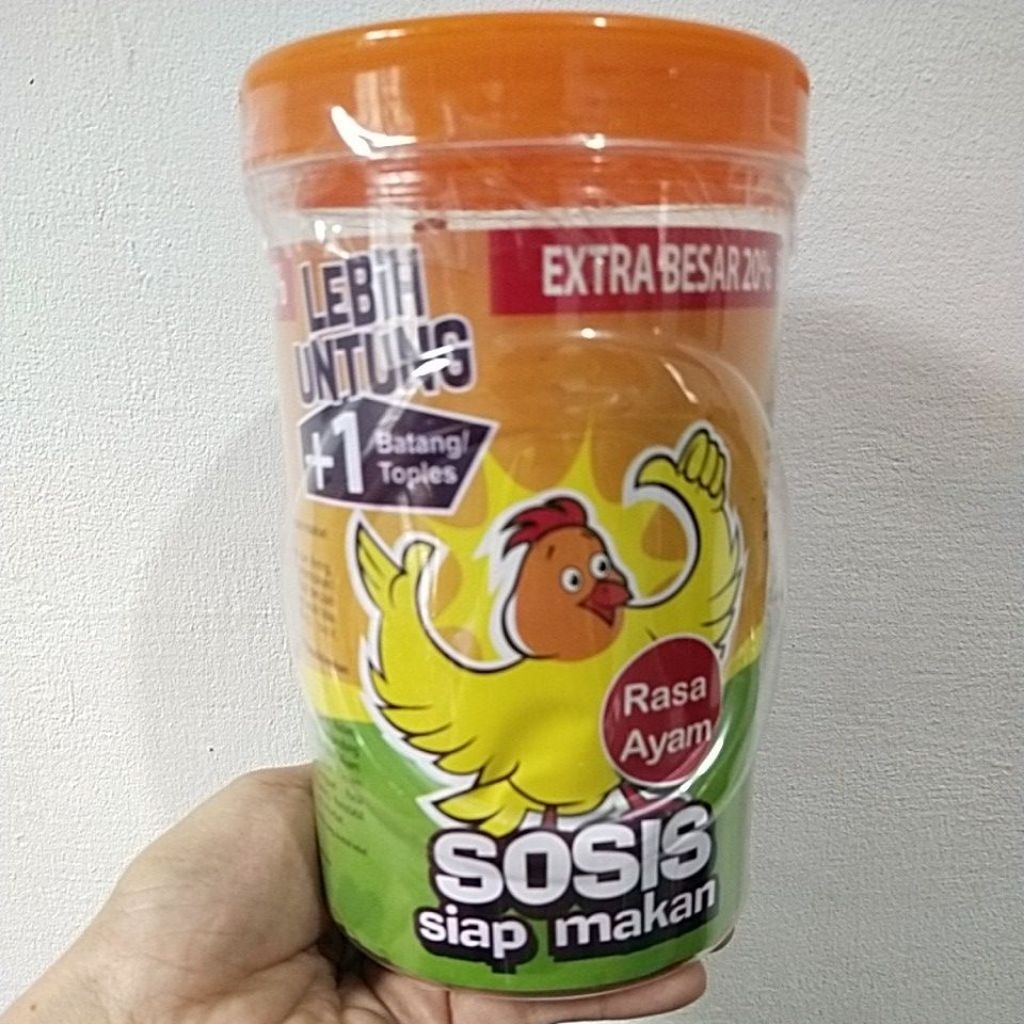 LEBIH
UNTUNG
+1 Batang/
Toples
EXTRA BESAR 20%
Rasa
Ayam
SOSIS
siap makan